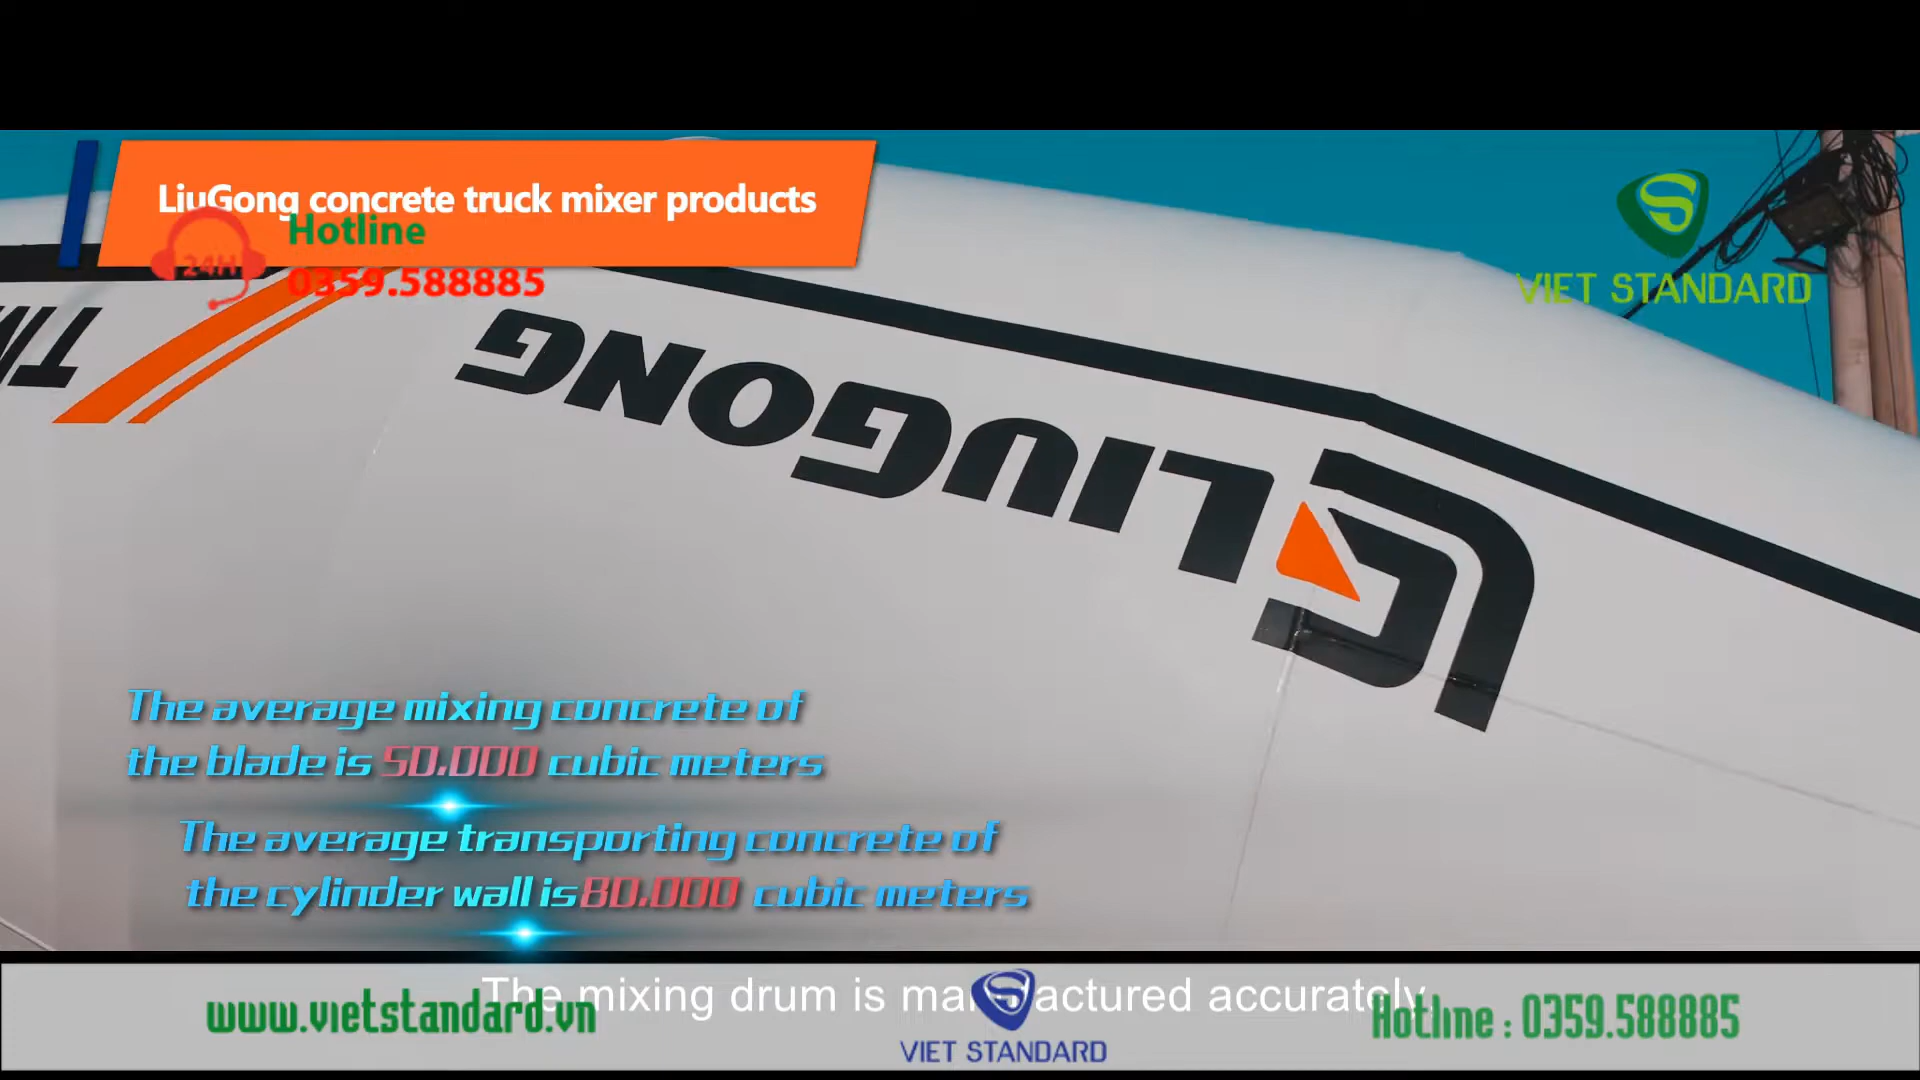 LiuGong concrete truck mixer products
24H
Hotline
0359.588885
VIET STANDARD
TM
LIUGONG
The average mixing concrete of
the blade is 50.000 cubic meters
The average transporting concrete of
the cylinder wall is 80.000 cubic meters
The mixing drum is manufactured accurately,
www.vietstandard.vn
VIET STANDARD
Hotline : 0359.588885